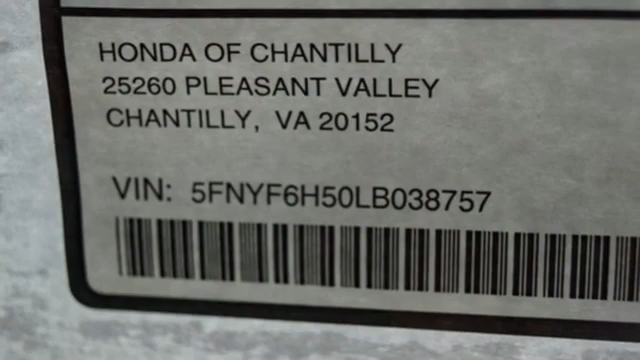 HONDA OF CHANTILLY
25260 PLEASANT VALLEY
CHANTILLY, VA 20152
VIN: 5FNYF6H50LB038757